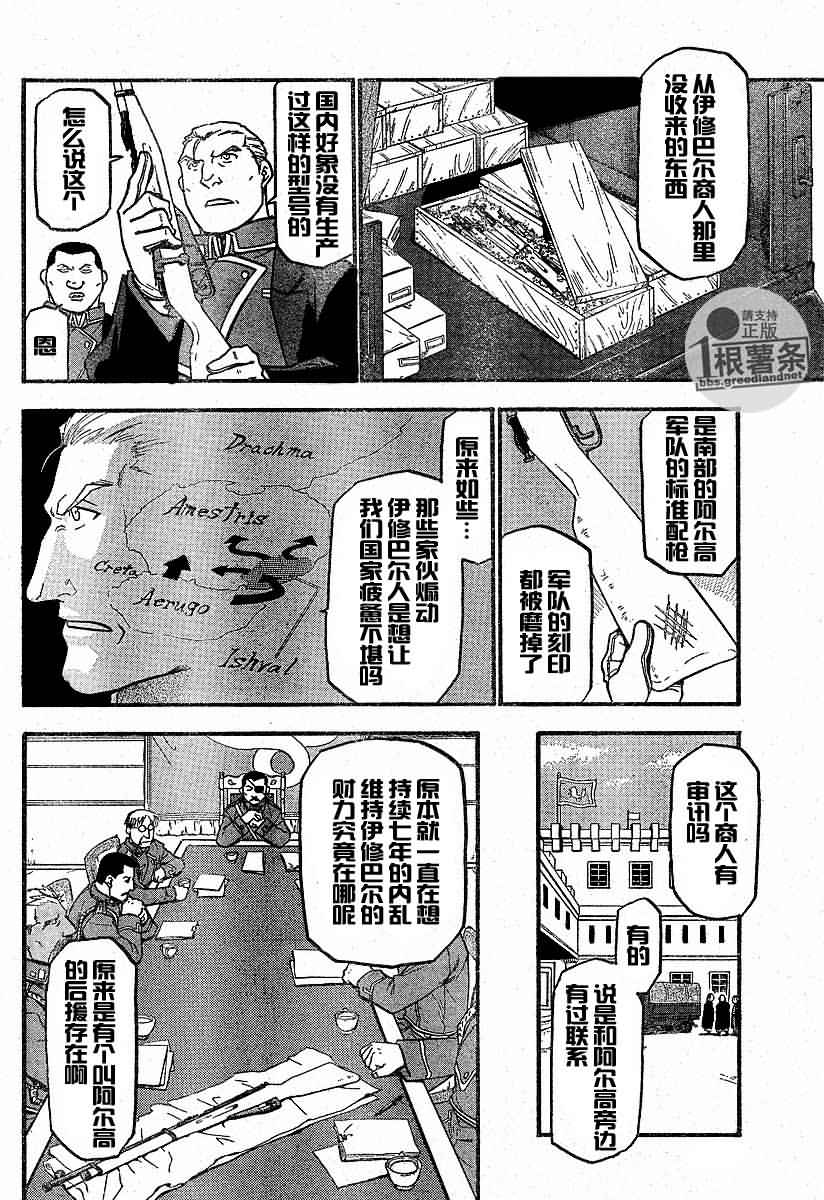 从伊修巴尔商人那里
没收来的东西
国内好象没有生产
过这样的型号的
怎么说这个
恩
請支持
正版
1根薯条
bbs.greedlandnet
是南部的阿尔高
军队的标准配枪
军队的刻印
都被磨掉了
原来如些…
那些家伙煽动
伊修巴尔人是想让
我们国家疲惫不堪吗
Drachma
Amestris
Creta
Aerugo
Ishval
这个商人有
审讯吗
有的
说是和阿尔高旁边
有过联系
原本就一直在想
持续七年的内乱
维持伊修巴尔的
财力究竟在哪呢
原来是有个叫阿尔高
的后援存在啊